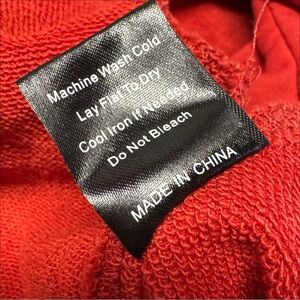 Machine Wash Cold
Lay Flat To Dry
Cool Iron If Needed
Do Not Bleach
MADE IN CHINA